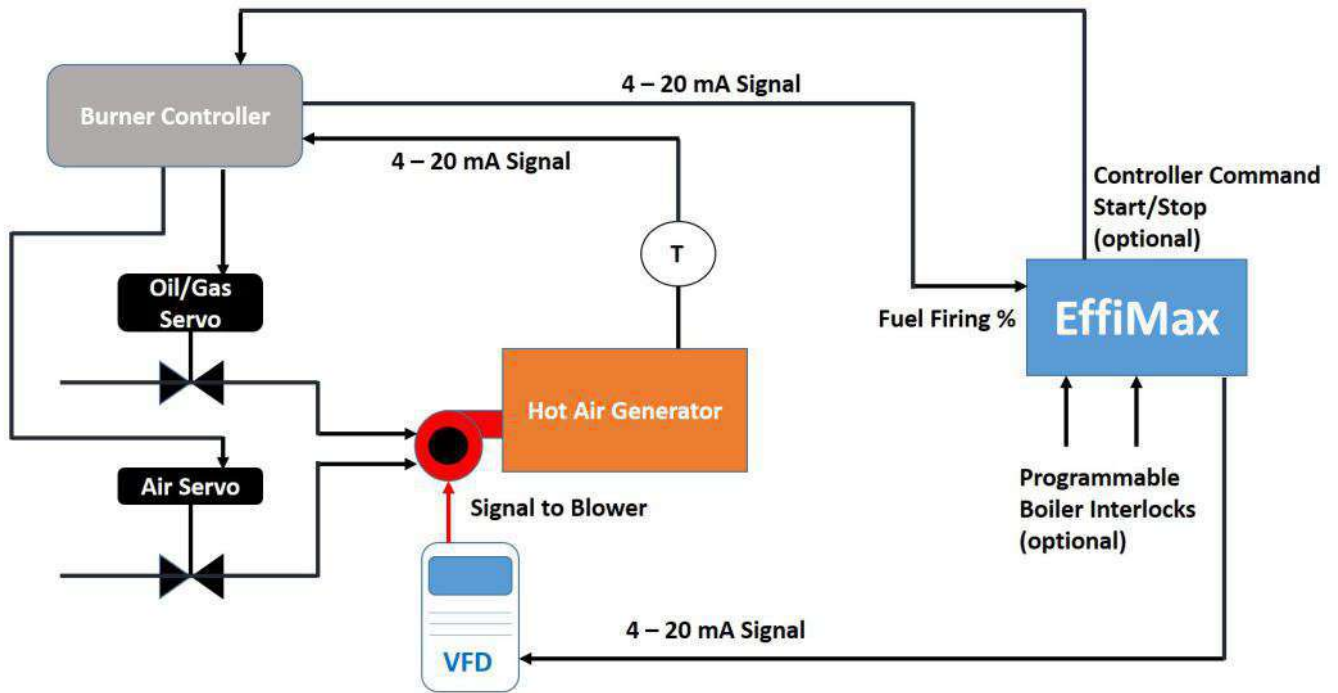 4 – 20 mA Signal
Burner Controller
4 – 20 mA Signal
Controller Command
Start/Stop
(optional)
T
Oil/Gas
Servo
Fuel Firing %
EffiMax
Hot Air Generator
Air Servo
Signal to Blower
Programmable
Boiler Interlocks
(optional)
4 – 20 mA Signal
VFD